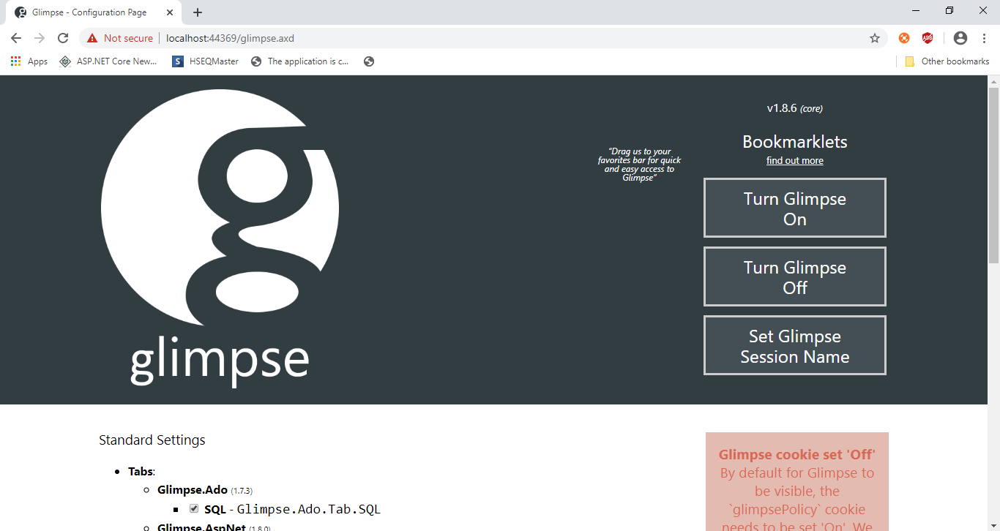 Glimpse - Configuration Page
Not secure
localhost:44369/glimpse.axd
ABP
Apps
ASP.NET Core New...
S
HSEQMaster
The application is c...
Other bookmarks
glimpse
"Drag us to your
favorites bar for quick
and easy access to
Glimpse"
v1.8.6 (core)
Bookmarklets
find out more
Turn Glimpse
On
Turn Glimpse
Off
Set Glimpse
Session Name
Standard Settings
Tabs:
Glimpse.Ado (1.7.3)
SQL - Glimpse.Ado.Tab.SQL
Glimpse.AspNet (1.8.0)
Glimpse cookie set 'Off'
By default for Glimpse to
be visible, the
`glimpsePolicy` cookie
needs to be set 'On'. We